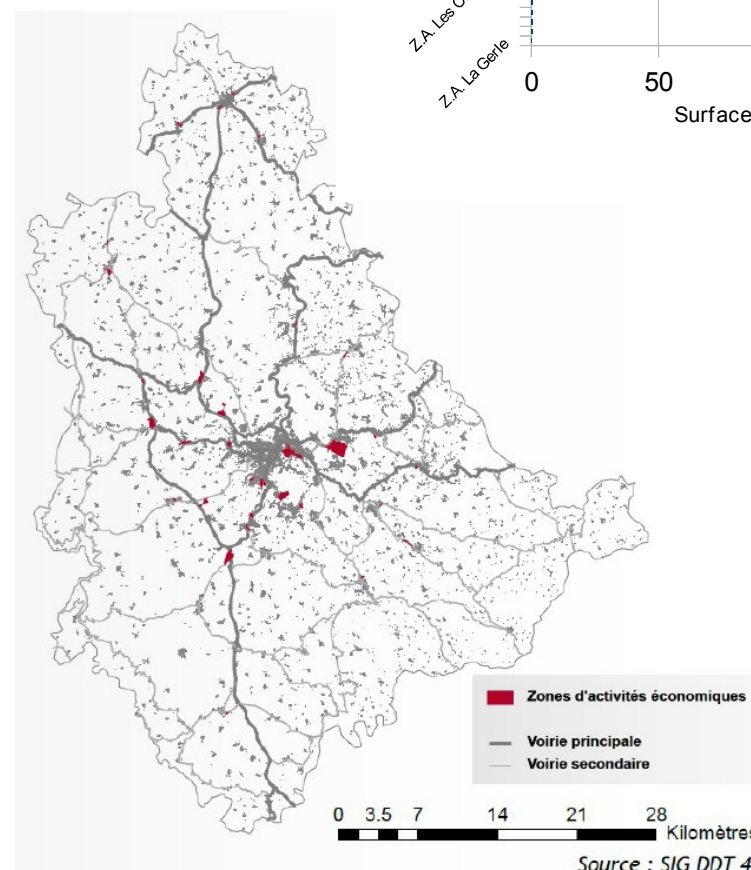 Z.A. Les
Z.A. La Gerle
0 50
Surface
Zones d'activités économiques
Voirie principale
Voirie secondaire
0 3.5 7 14 21 28
Kilomètres
Source : SIG DDT 4